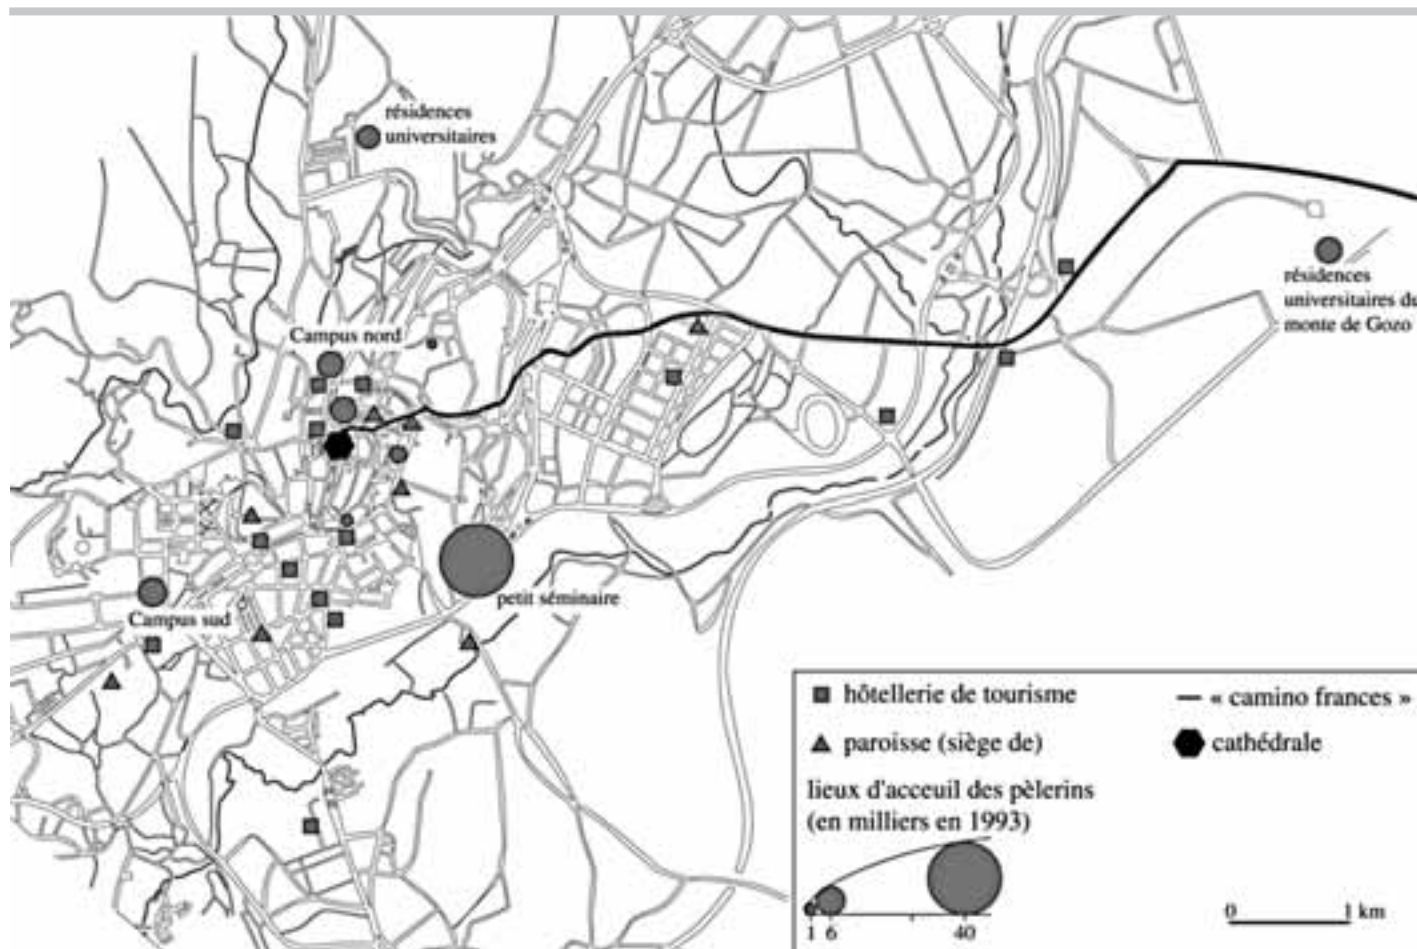 résidences
universitaires
Campus nord
résidences
universitaires du
monte de Gozo
petit séminaire
Campus sud
hôtellerie de tourisme
« camino frances »
paroisse (siège de)
cathédrale
lieux d'acceuil des pèlerins
(en milliers en 1993)
1 6 40
0 1 km